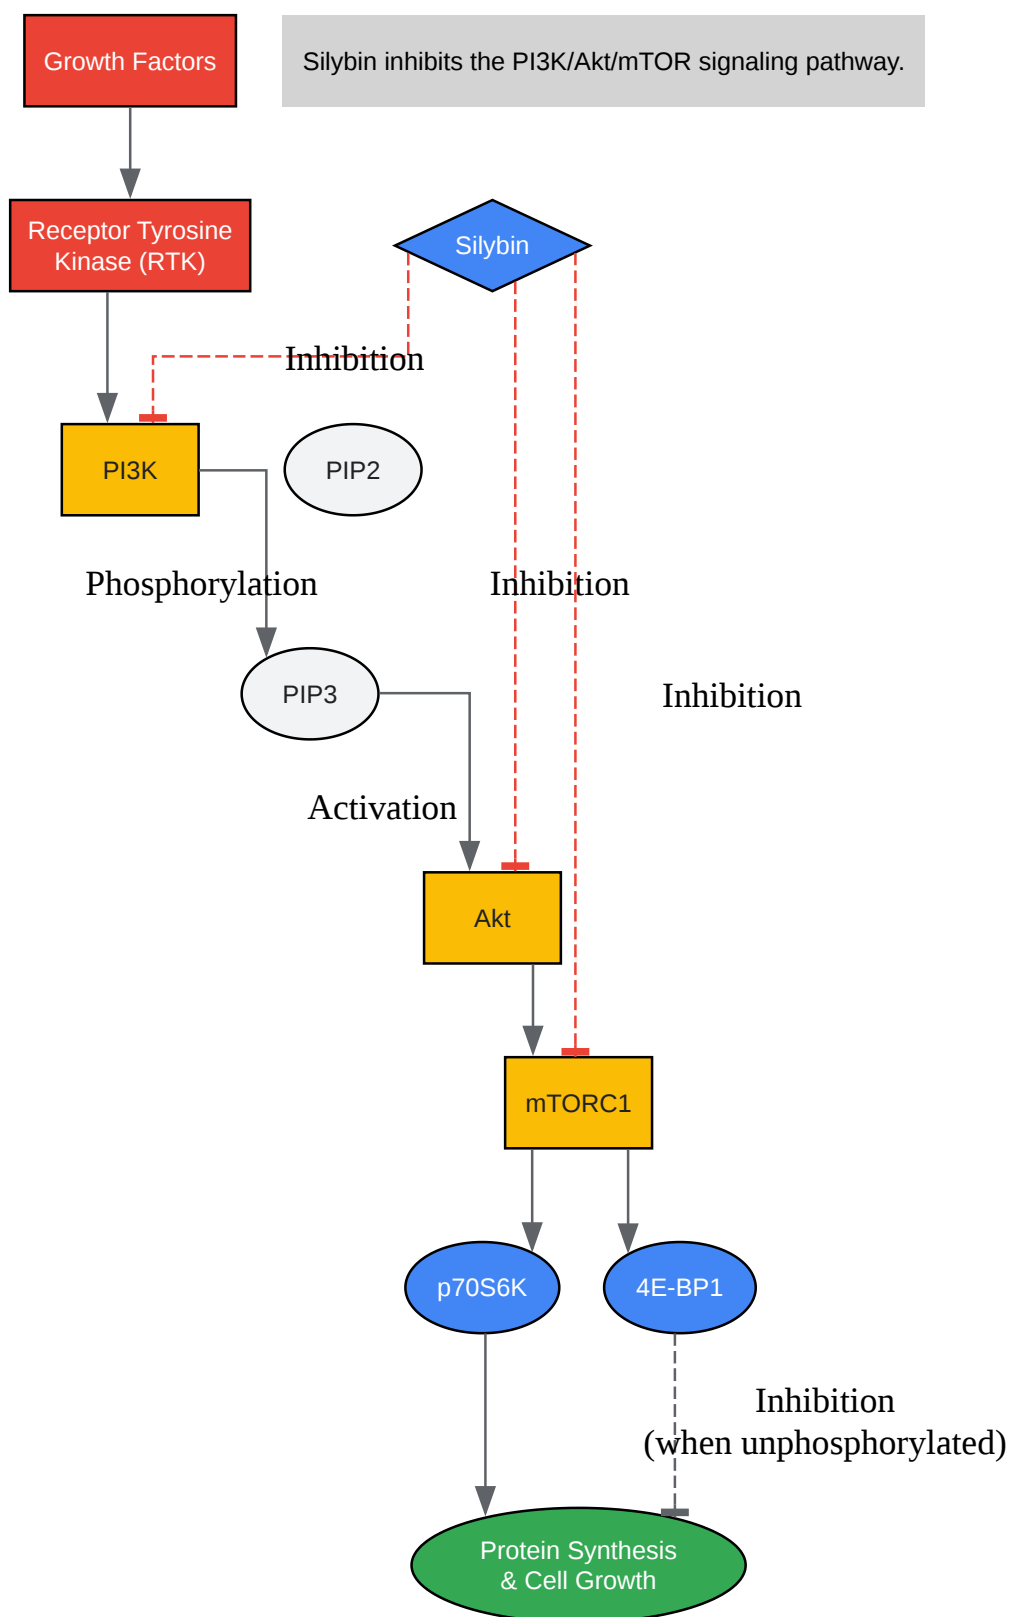 Growth Factors
Silybin inhibits the PI3K/Akt/mTOR signaling pathway.
Receptor Tyrosine
Kinase (RTK)
Silybin
Inhibition
PI3K
PIP2
Phosphorylation
Inhibition
PIP3
Inhibition
Activation
Akt
mTORC1
p70S6K
4E-BP1
Inhibition
(when unphosphorylated)
Protein Synthesis
& Cell Growth